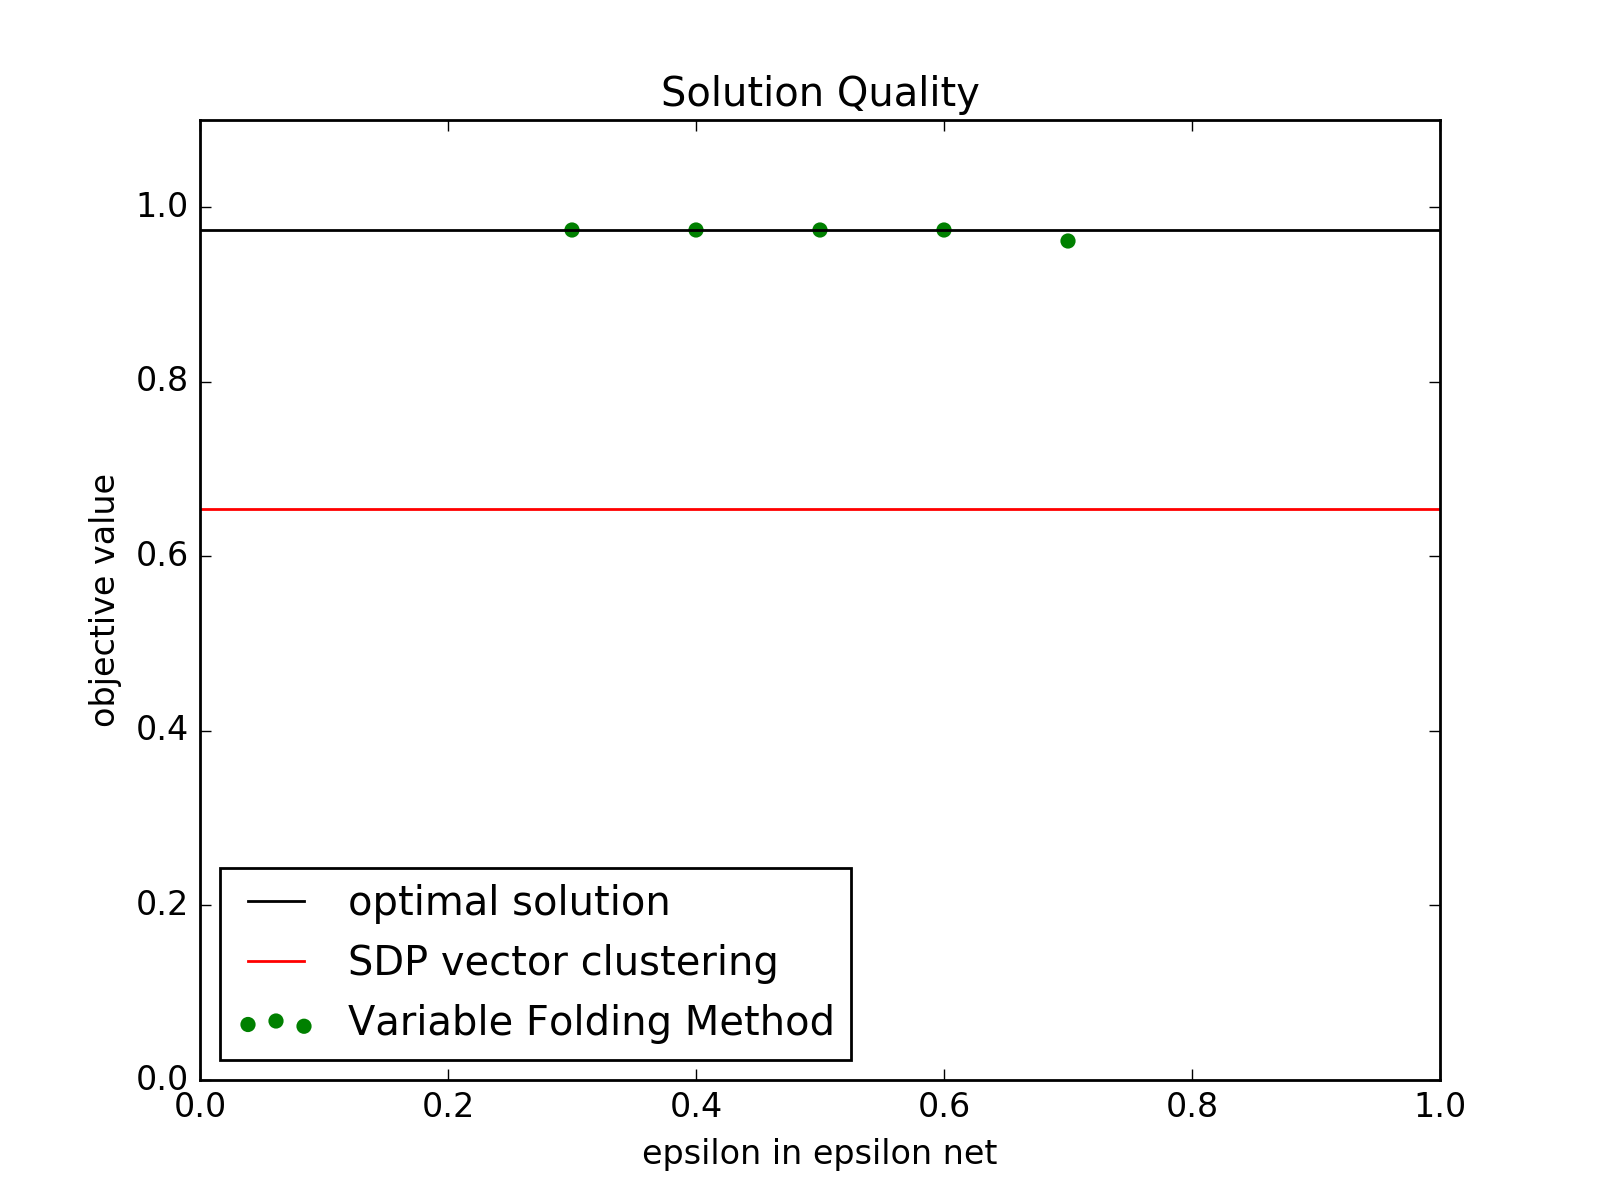 Solution Quality
1.0
0.8
0.6
0.4
0.2
0.0
objective value
optimal solution
SDP vector clustering
Variable Folding Method
0.0 0.2 0.4 0.6 0.8 1.0
epsilon in epsilon net